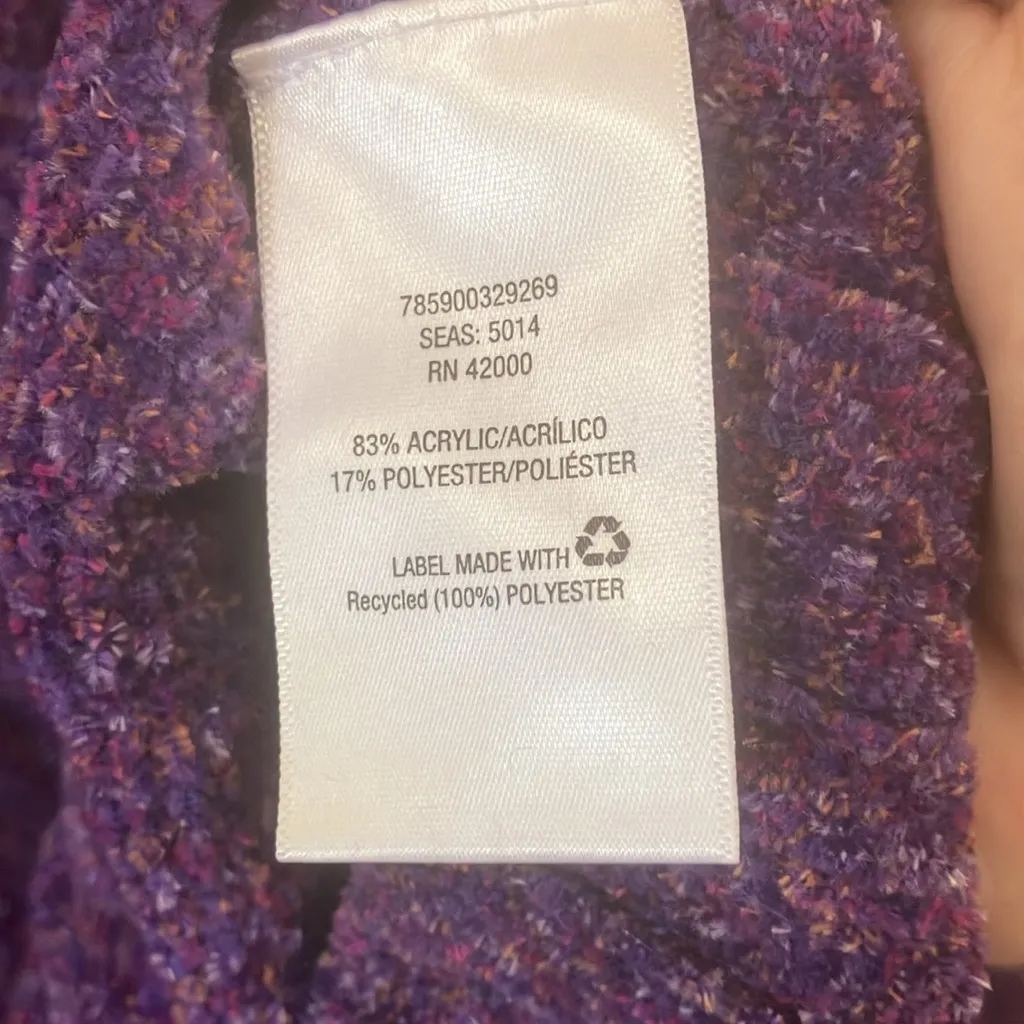 785900329269
SEAS: 5014
RN 42000
83% ACRYLIC/ACRÍLICO
17% POLYESTER/POLIÉSTER
LABEL MADE WITH
Recycled (100%) POLYESTER